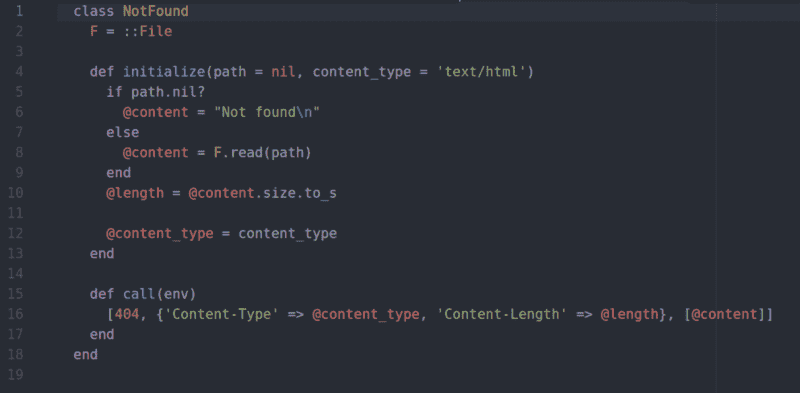 1 class NotFound
2   F = ::File
3
4   def initialize(path = nil, content_type = 'text/html')
5     if path.nil?
6       @content = "Not found\n"
7     else
8       @content = F.read(path)
9     end
10     @length = @content.size.to_s
11
12     @content_type = content_type
13   end
14
15   def call(env)
16     [404, {'Content-Type' => @content_type, 'Content-Length' => @length}, [@content]]
17   end
18 end
19